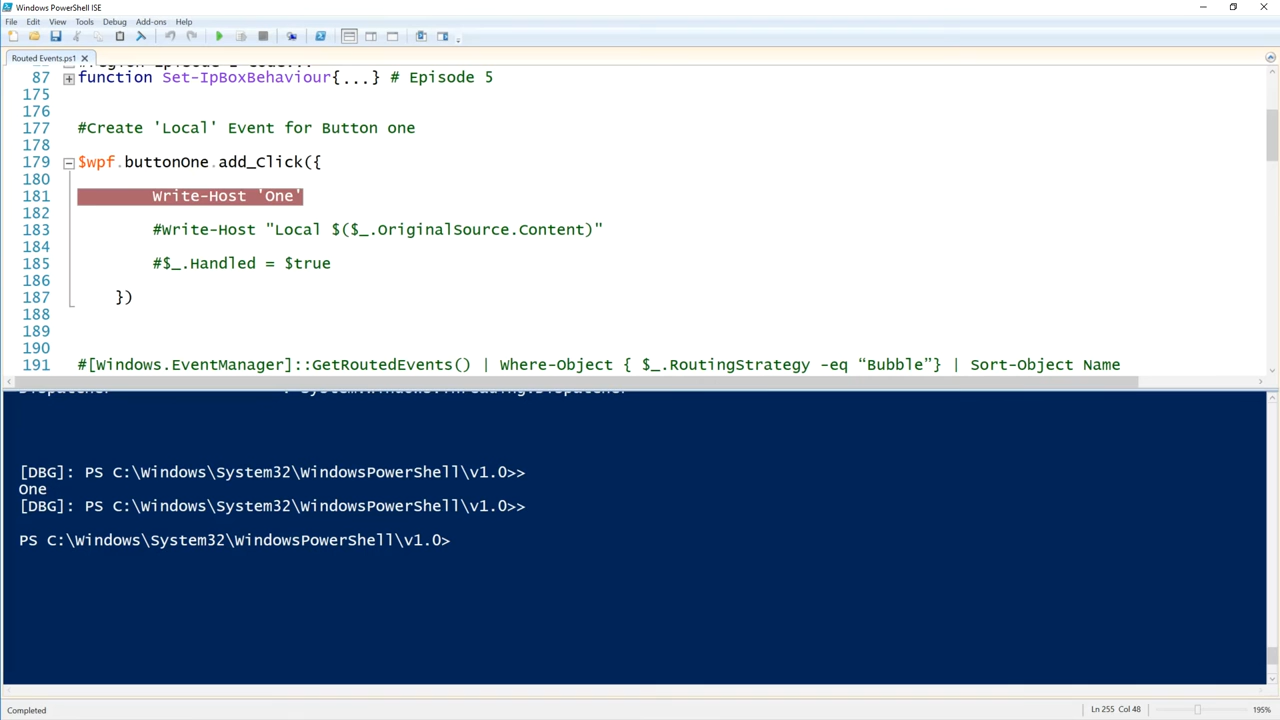 Windows PowerShell ISE
File Edit View Tools Debug Add-ons Help
Routed Events.ps1
87 function Set-IpBoxBehaviour{...} # Episode 5
175
176
177 #Create 'Local' Event for Button one
178
179 $wpf.buttonOne.add_Click({
180
181 Write-Host 'One'
182
183 #Write-Host "Local $($_.OriginalSource.Content)"
184
185 #$_.Handled = $true
186
187 })
188
189
190
191 #[Windows.EventManager]::GetRoutedEvents() | Where-Object { $_.RoutingStrategy -eq “Bubble”} | Sort-Object Name
[DBG]: PS C:\Windows\System32\WindowsPowerShell\v1.0>>
One
[DBG]: PS C:\Windows\System32\WindowsPowerShell\v1.0>>
PS C:\Windows\System32\WindowsPowerShell\v1.0>
Completed
Ln 255 Col 48
195%